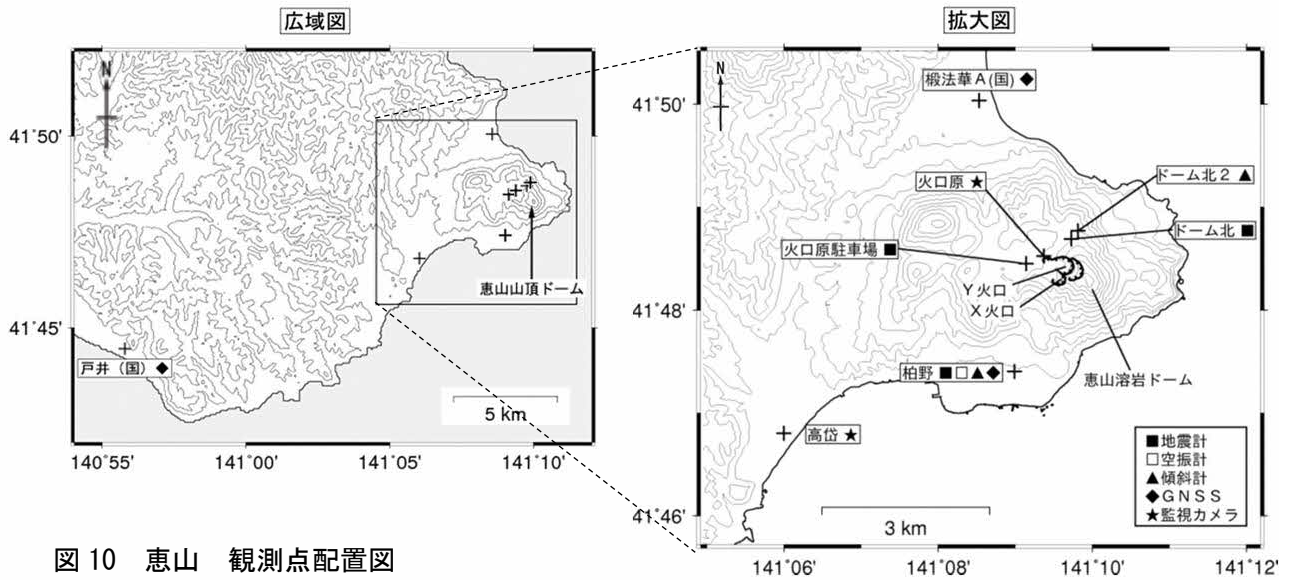 広域図
N
41°50'
41°45'
恵山山頂ドーム
戸井（国）◆
5 km
140°55'
141°00'
141°05'
141°10'
拡大図
N
椴法華Ａ(国)◆
41°50'
火口原★
ドーム北２▲
ドーム北■
火口原駐車場■
Ｙ火口
Ｘ火口
41°48'
柏野■□▲◆
恵山溶岩ドーム
高岱★
■地震計
□空振計
▲傾斜計
◆ＧＮＳＳ
★監視カメラ
41°46'
3 km
141°06'
141°08'
141°10'
141°12'
図10　恵山　観測点配置図